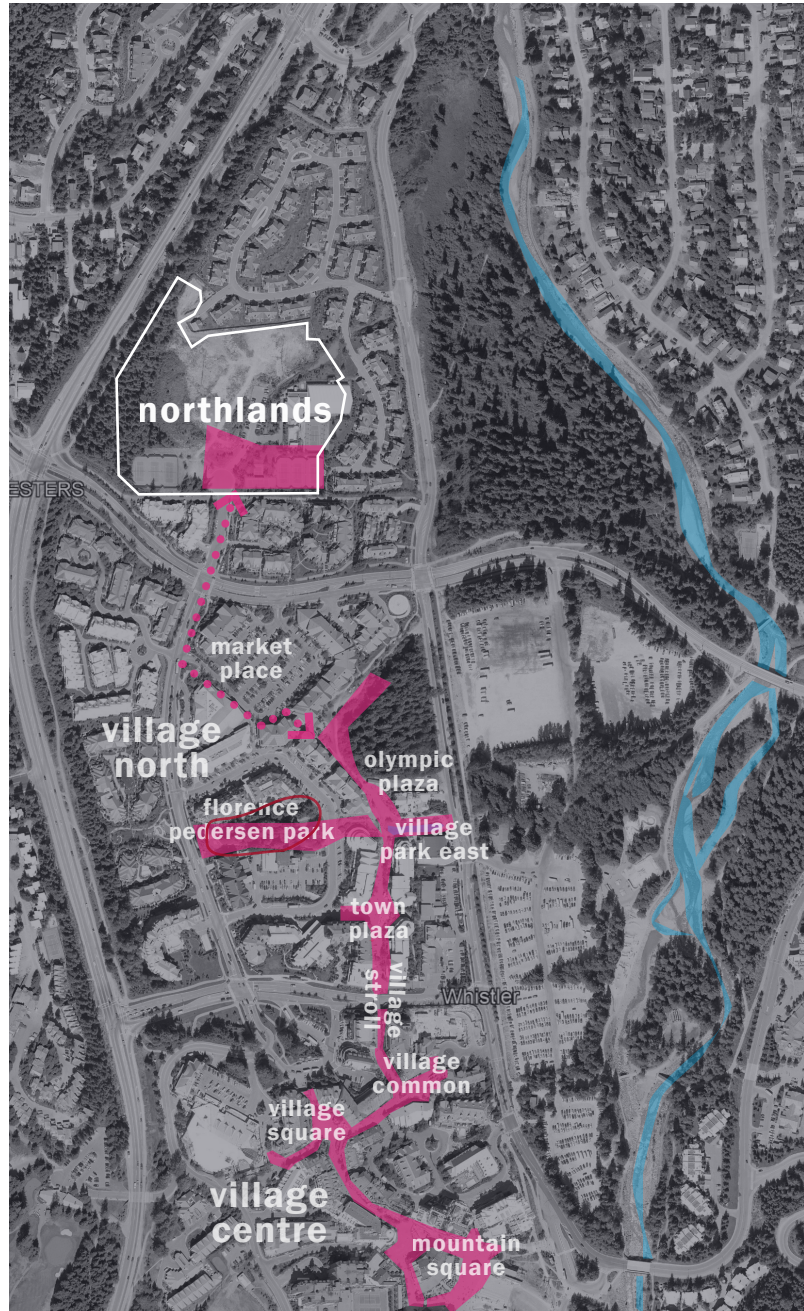 northlands
ESTERS
market
place
village
north
olympic
plaza
florence
pedersen park
village
park east
town
plaza
village
stroll
Whistler
village
common
village
square
village
centre
mountain
square